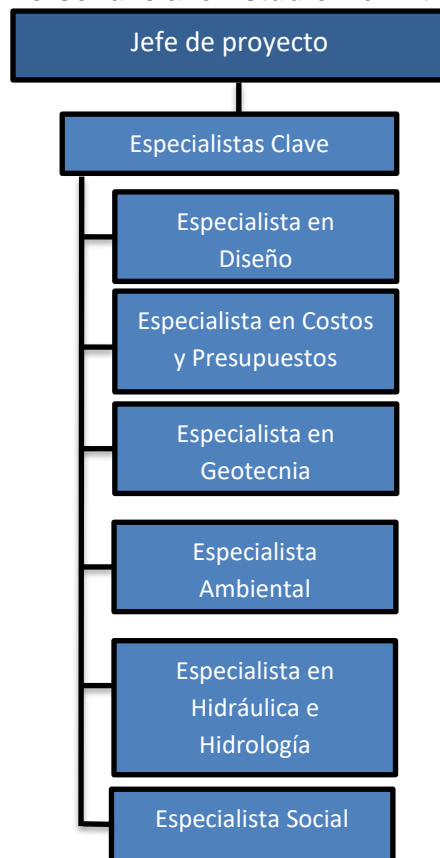 Jefe de proyecto
Especialistas Clave
Especialista en
Diseño
Especialista en Costos
y Presupuestos
Especialista en
Geotecnia
Especialista
Ambiental
Especialista en
Hidráulica e
Hidrología
Especialista Social